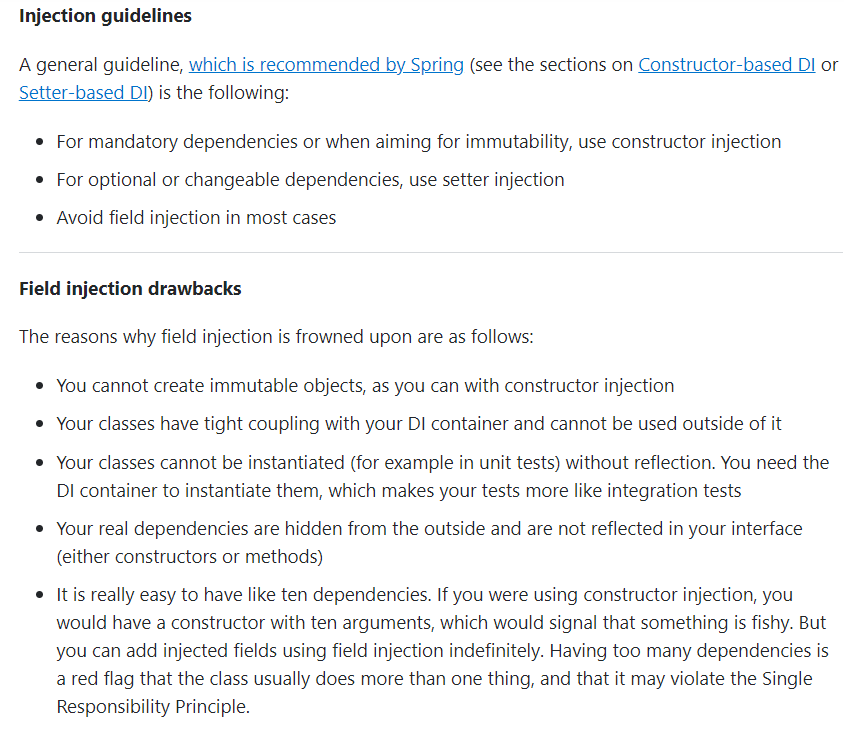 Injection guidelines
A general guideline, which is recommended by Spring (see the sections on Constructor-based DI or
Setter-based DI) is the following:
• For mandatory dependencies or when aiming for immutability, use constructor injection
• For optional or changeable dependencies, use setter injection
• Avoid field injection in most cases
Field injection drawbacks
The reasons why field injection is frowned upon are as follows:
• You cannot create immutable objects, as you can with constructor injection
• Your classes have tight coupling with your DI container and cannot be used outside of it
• Your classes cannot be instantiated (for example in unit tests) without reflection. You need the
DI container to instantiate them, which makes your tests more like integration tests
• Your real dependencies are hidden from the outside and are not reflected in your interface
(either constructors or methods)
• It is really easy to have like ten dependencies. If you were using constructor injection, you
would have a constructor with ten arguments, which would signal that something is fishy. But
you can add injected fields using field injection indefinitely. Having too many dependencies is
a red flag that the class usually does more than one thing, and that it may violate the Single
Responsibility Principle.